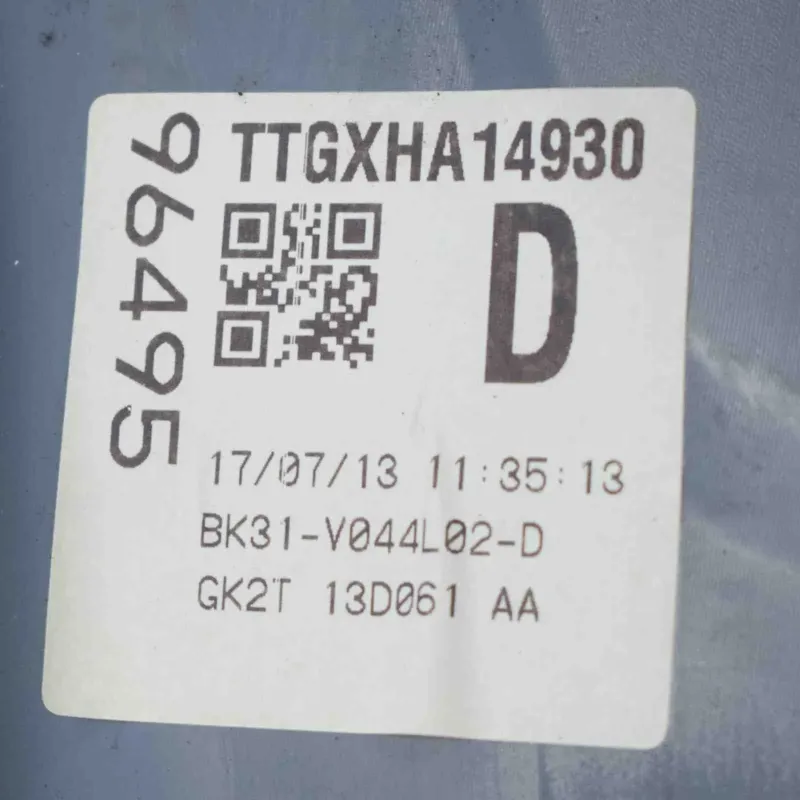 TTGXHA14930
96495
D
17/07/13 11:35:13
BK31-V044L02-D
GK2T 13D061 AA